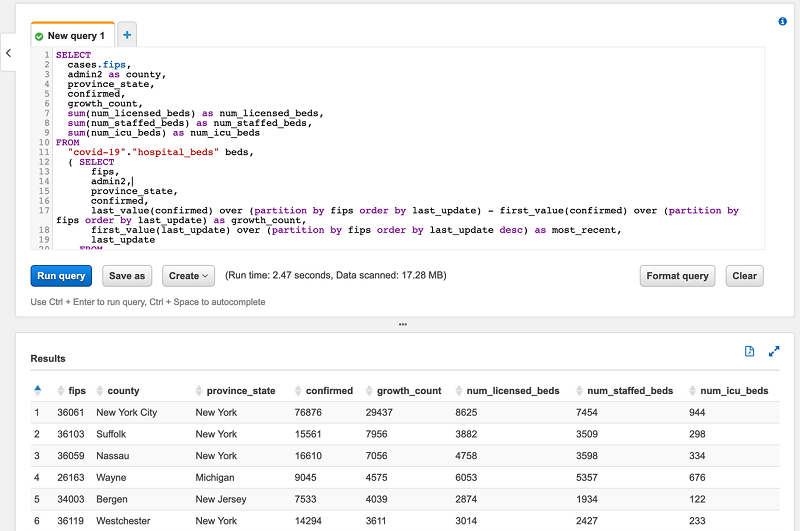 New query 1
+
1 SELECT
2 cases.fips,
3 admin2 as county,
4 province_state,
5 confirmed,
6 growth_count,
7 sum(num_licensed_beds) as num_licensed_beds,
8 sum(num_staffed_beds) as num_staffed_beds,
9 sum(num_icu_beds) as num_icu_beds
10 FROM
11 "covid-19"."hospital_beds" beds,
12 ( SELECT
13 fips,
14 admin2,
15 province_state,
16 confirmed,
17 last_value(confirmed) over (partition by fips order by last_update) - first_value(confirmed) over (partition by
fips order by last_update) as growth_count,
18 first_value(last_update) over (partition by fips order by last_update desc) as most_recent,
19 last_update
20 FROM
Run query Save as Create (Run time: 2.47 seconds, Data scanned: 17.28 MB) Format query Clear
Use Ctrl + Enter to run query, Ctrl + Space to autocomplete
Results
fips county province_state confirmed growth_count num_licensed_beds num_staffed_beds num_icu_beds
1 36061 New York City New York 76876 29437 8625 7454 944
2 36103 Suffolk New York 15561 7956 3882 3509 298
3 36059 Nassau New York 16610 7056 4758 3598 334
4 26163 Wayne Michigan 9045 4575 6053 5357 676
5 34003 Bergen New Jersey 7533 4039 2874 1934 122
6 36119 Westchester New York 14294 3611 3014 2427 233